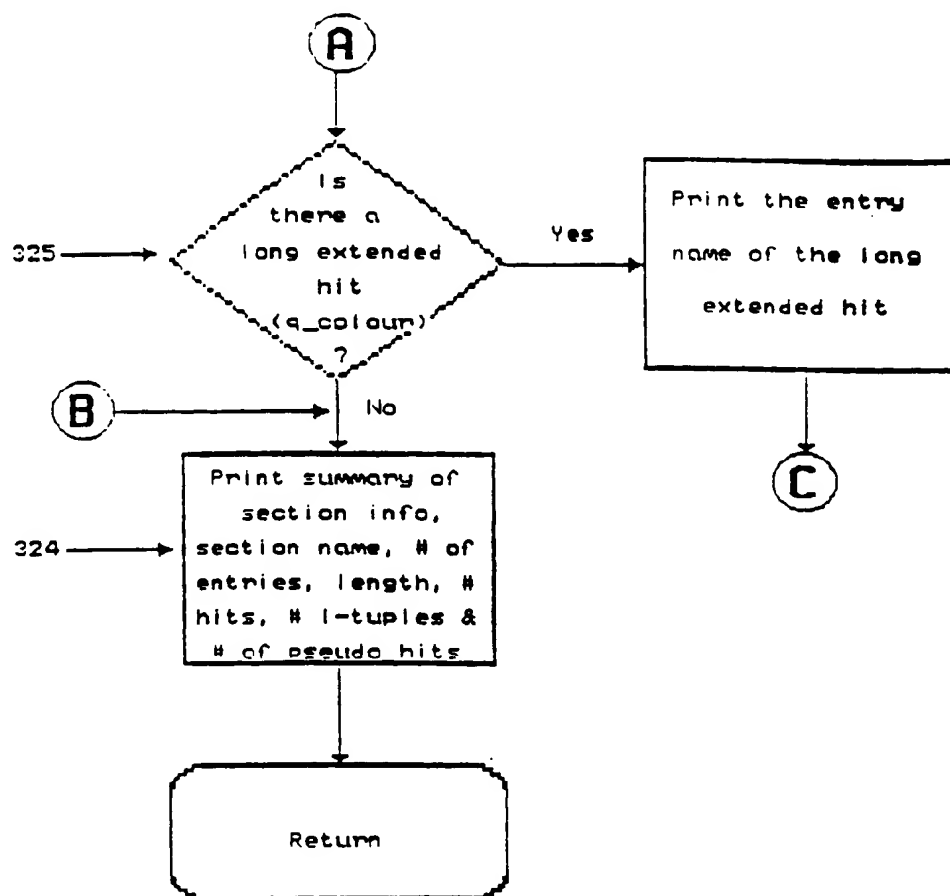 A
Is
there a
long extended
hit
(q_colour)
?
325
Yes
Print the entry
name of the long
extended hit
B
No
C
Print summary of
section info,
section name, # of
entries, length, #
hits, # l-tuples &
# of pseudo hits
324
Return